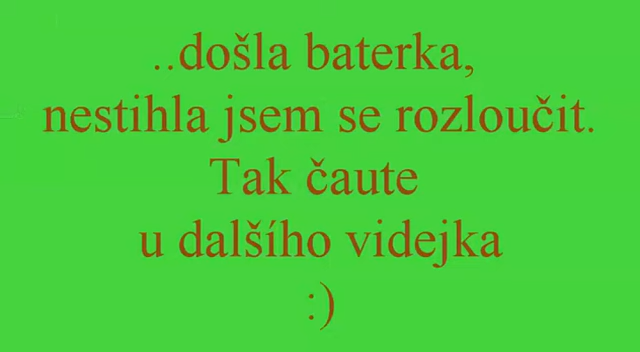 ..došla baterka,
nestihla jsem se rozloučit.
Tak čaute
u dalšího videjka
:)